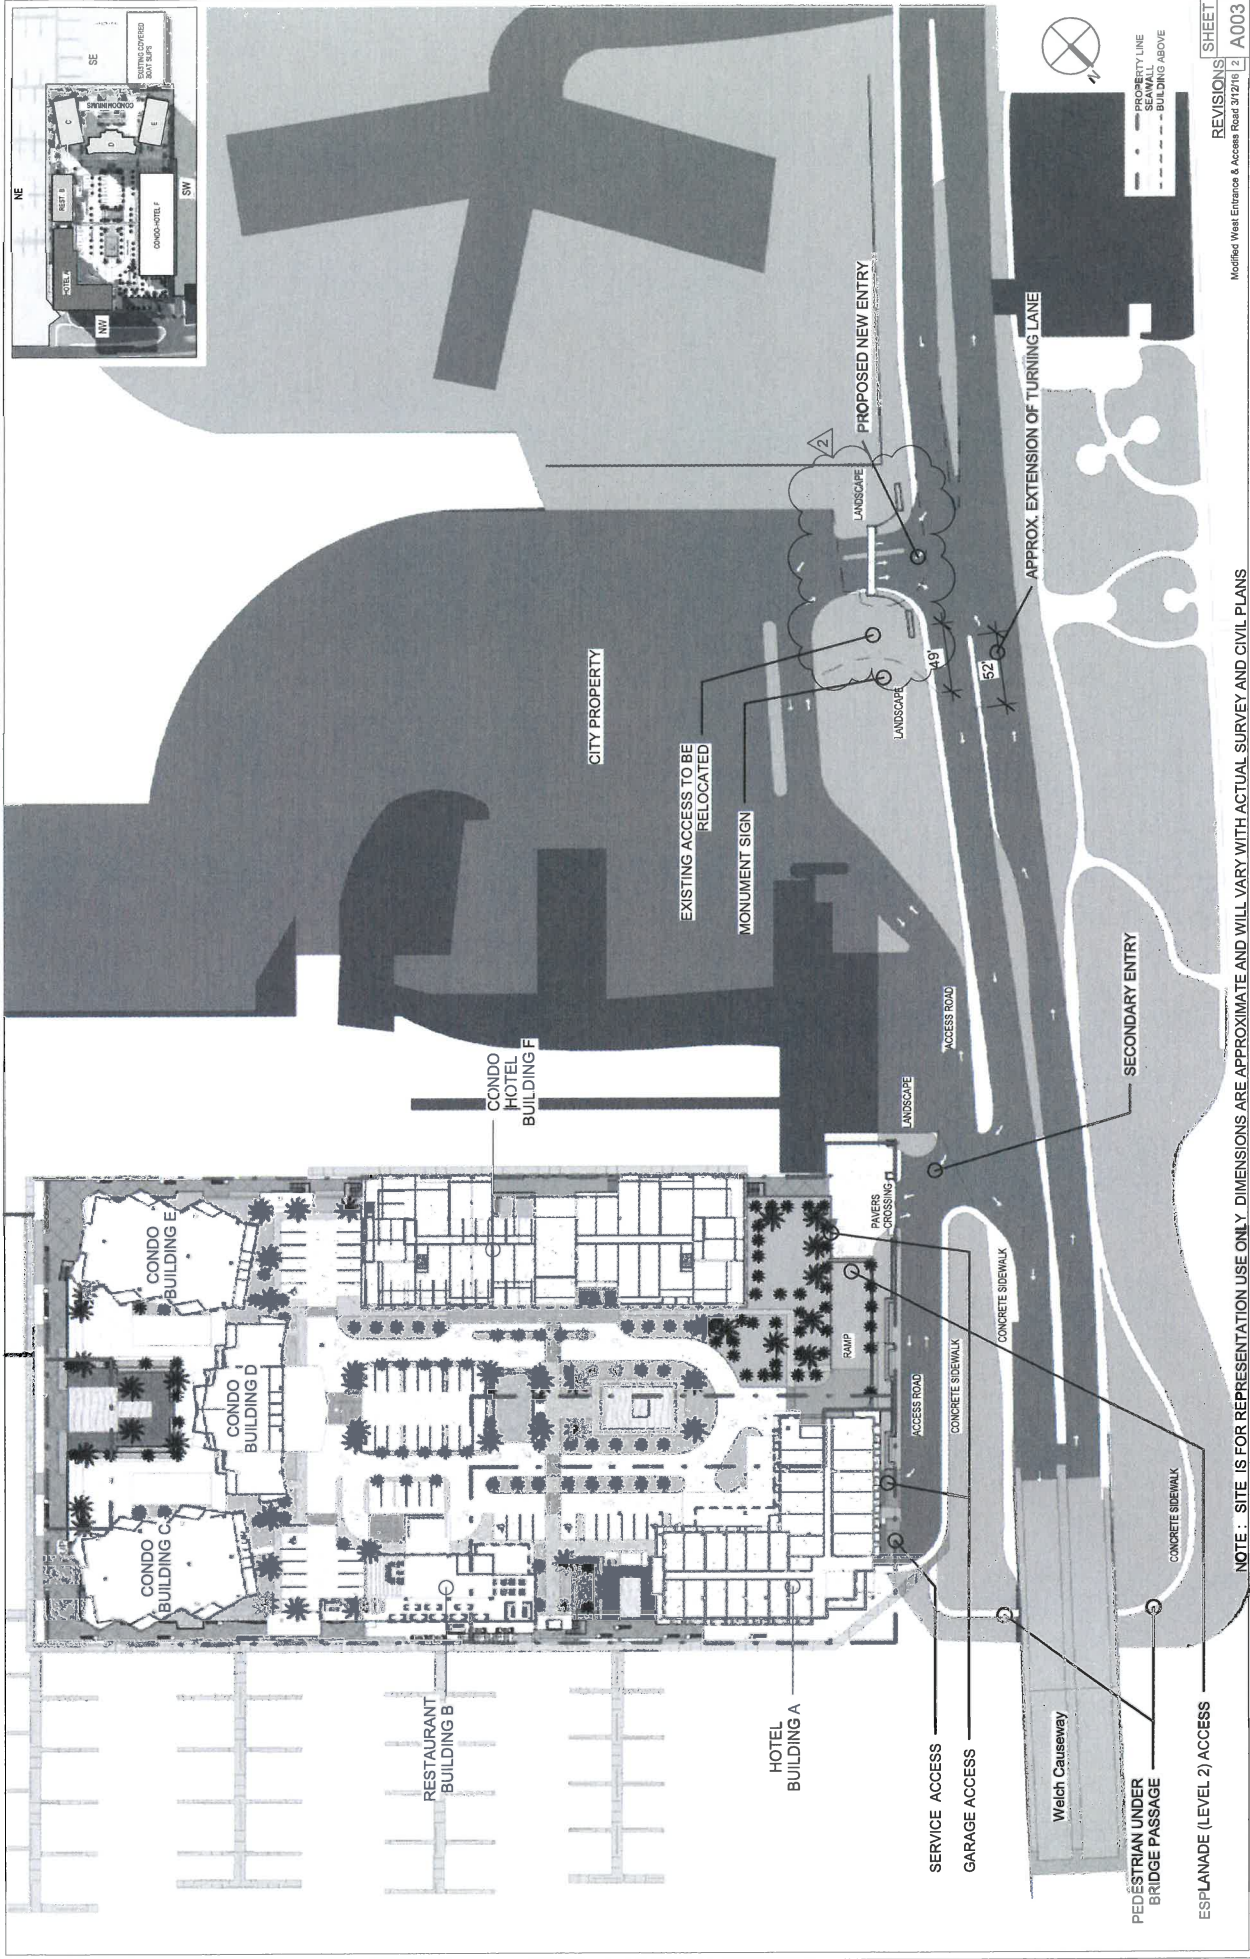 NE
SE
SW
NW
EXISTING COVERED
BOAT SLIPS
CONDOMINIUMS
C
D
E
REST. B
HOTEL A
CONDO-HOTEL F
CONDO
BUILDING C
CONDO
BUILDING D
CONDO
BUILDING E
CONDO
HOTEL
BUILDING F
RESTAURANT
BUILDING B
HOTEL
BUILDING A
CITY PROPERTY
EXISTING ACCESS TO BE
RELOCATED
MONUMENT SIGN
PROPOSED NEW ENTRY
2
LANDSCAPE
LANDSCAPE
49'
52'
APPROX. EXTENSION OF TURNING LANE
SECONDARY ENTRY
ACCESS ROAD
LANDSCAPE
PAVERS
CROSSING
RAMP
ACCESS ROAD
CONCRETE SIDEWALK
CONCRETE SIDEWALK
CONCRETE SIDEWALK
SERVICE ACCESS
GARAGE ACCESS
Welch Causeway
PEDESTRIAN UNDER
BRIDGE PASSAGE
ESPLANADE (LEVEL 2) ACCESS
N
PROPERTY LINE
SEAWALL
BUILDING ABOVE
REVISIONS
Modified West Entrance & Access Road 3/12/16 2
SHEET
A003
NOTE : SITE IS FOR REPRESENTATION USE ONLY. DIMENSIONS ARE APPROXIMATE AND WILL VARY WITH ACTUAL SURVEY AND CIVIL PLANS